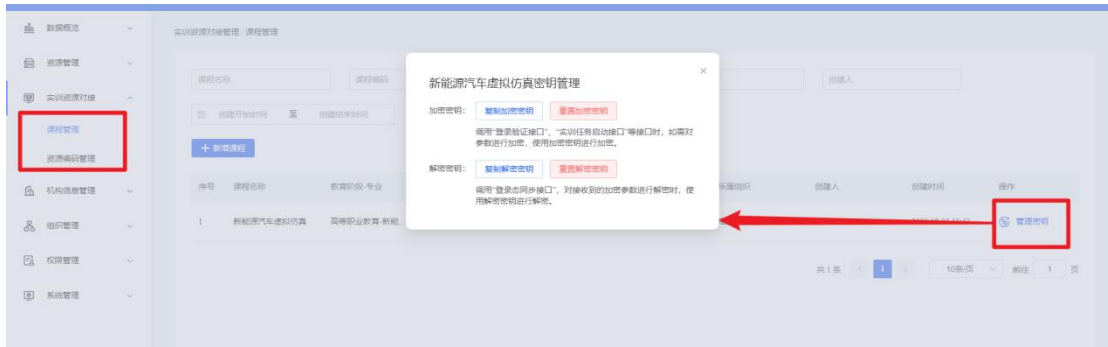 数据概览
资源管理
实训资源对接
课程管理
资源编码管理
机构信息管理
组织管理
权限管理
系统管理
实训资源对接管理 / 课程管理
课程名称
课程编码
创建人
创建开始时间 至 创建结束时间
+ 新增课程
序号 课程名称 教育阶段-专业 所属组织 创建人 创建时间 操作
1 新能源汽车虚拟仿真 高等职业教育-新能... 管理密钥
共 1 条 < 1 > 10条/页 前往 1 页
新能源汽车虚拟仿真密钥管理
×
加密密钥： 复制加密密钥 重置加密密钥
调用“登录验证接口”、“实训任务启动接口”等接口时，如需对
参数进行加密，使用加密密钥进行加密。
解密密钥： 复制解密密钥 重置解密密钥
调用“登录态同步接口”，对接收到的加密参数进行解密时，使
用解密密钥进行解密。